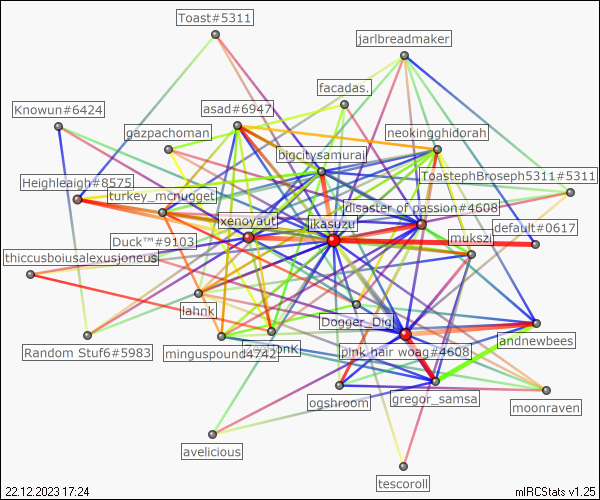 Toast#5311
jarlbreadmaker
facadas.
Knowun#6424
asad#6947
gazpachoman
neokingghidorah
bigcitysamurai
ToastephBroseph5311#5311
Heighleaigh#8575
turkey_mcnugget
disaster of passion#4608
xenoyaut
jkasuzu
default#0617
Duck™#9103
mukszi
thiccusboiusalexusjoneus
lahnk
Dogger_Dig
andnewbees
Random Stuf6#5983
minguspound4742
pink hair woag#4608
ogshroom
gregor_samsa
moonraven
avelicious
tescoroll
22.12.2023 17:24
mIRCStats v1.25